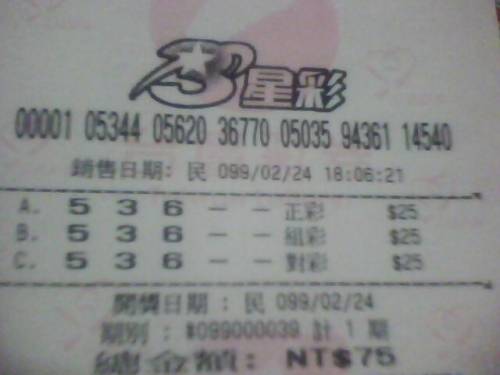 3星彩
00001 05344 05620 36770 05035 94361 14540
銷售日期: 民 099/02/24 18:06:21
A. 5 3 6 - - 正彩 $25
B. 5 3 6 - - 組彩 $25
C. 5 3 6 - - 對彩 $25
開獎日期 : 民 099/02/24
期別 : #099000039 計 1 期
總金額: NT$75